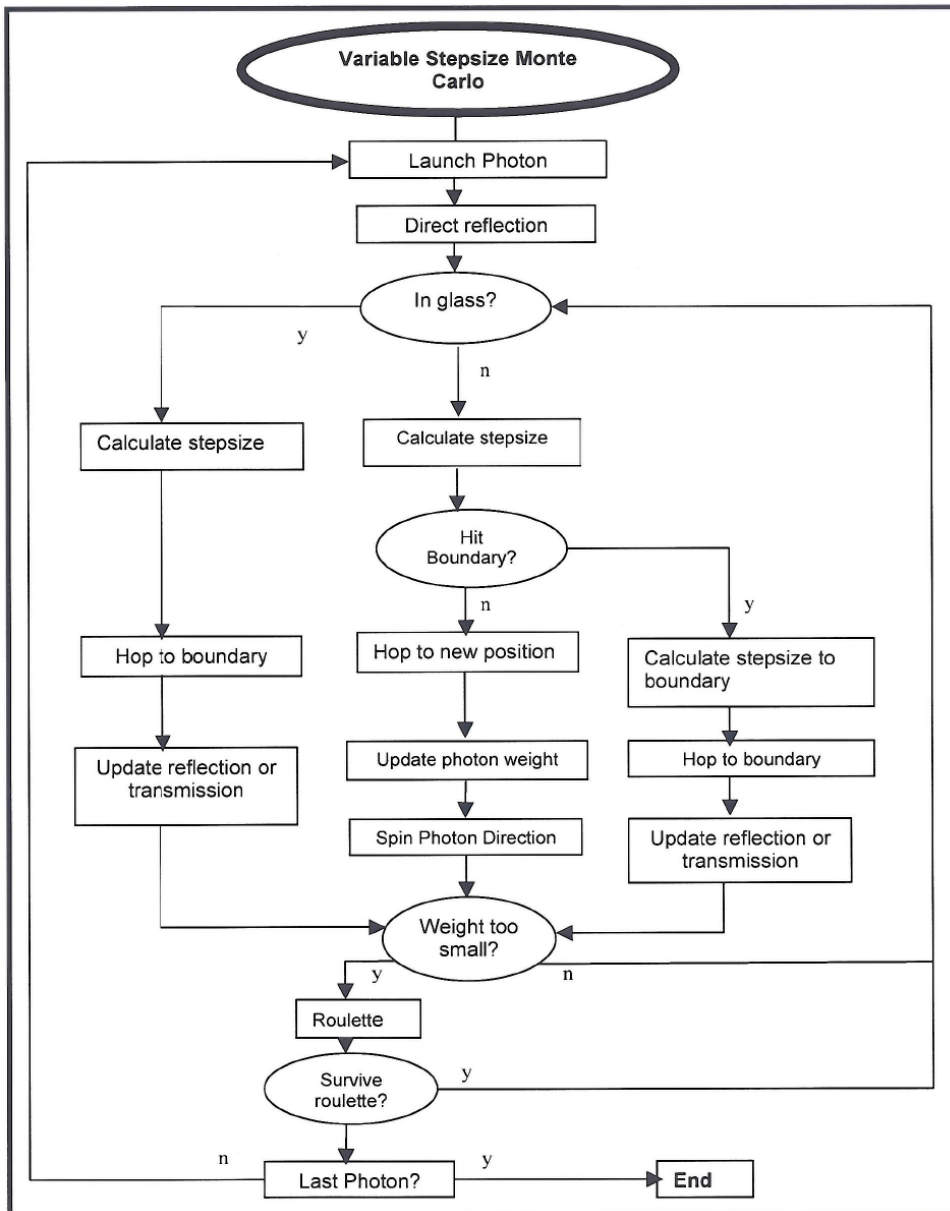 Variable Stepsize Monte
Carlo
Launch Photon
Direct reflection
In glass?
y
n
Calculate stepsize
Calculate stepsize
Hit
Boundary?
n
y
Hop to boundary
Hop to new position
Calculate stepsize to
boundary
Update reflection or
transmission
Update photon weight
Hop to boundary
Spin Photon Direction
Update reflection or
transmission
Weight too
small?
y
n
Roulette
Survive
roulette?
y
n
Last Photon?
y
End